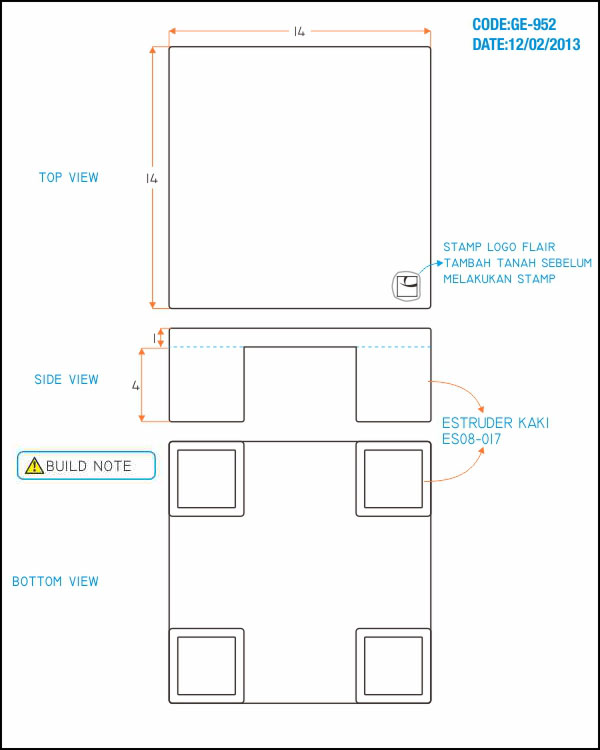 CODE:GE-952
DATE:12/02/2013
14
14
TOP VIEW
STAMP LOGO FLAIR
TAMBAH TANAH SEBELUM
MELAKUKAN STAMP
1
4
SIDE VIEW
ESTRUDER KAKI
ES08-017
BUILD NOTE
BOTTOM VIEW